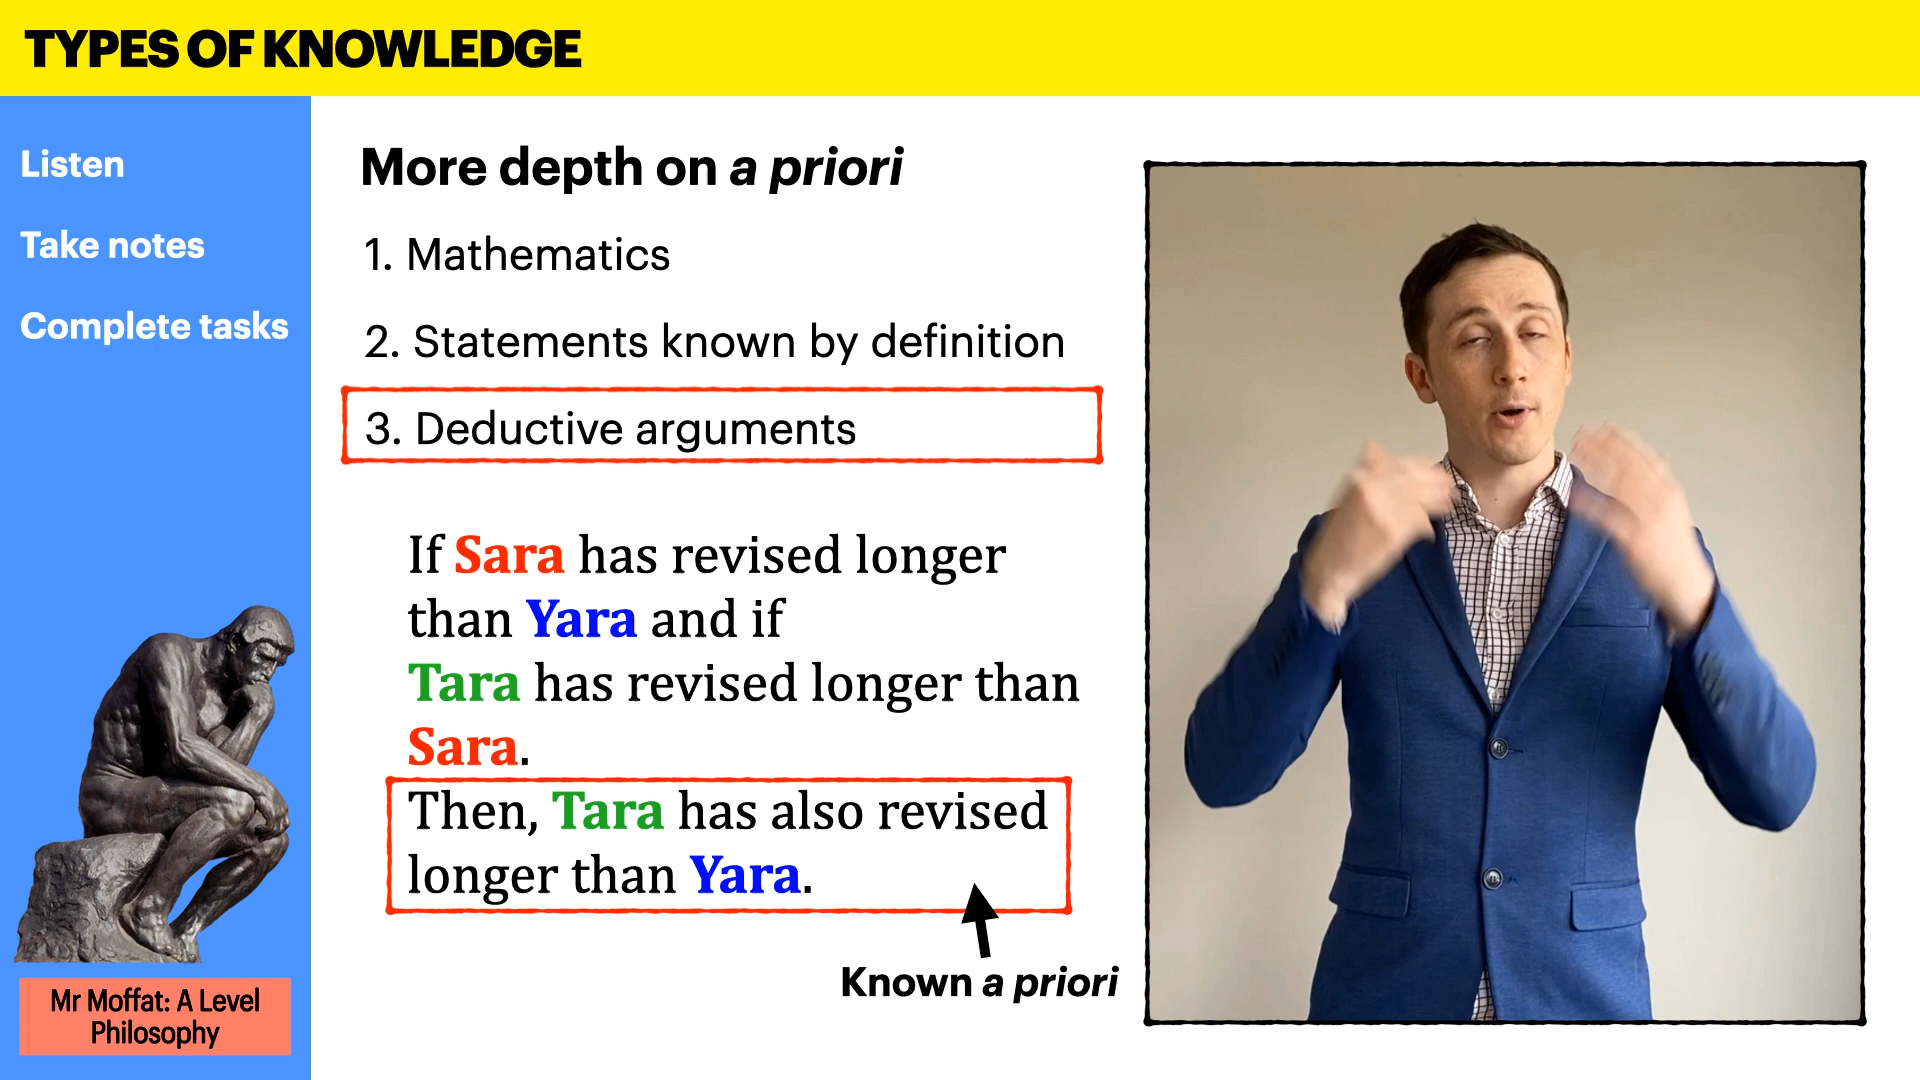 TYPES OF KNOWLEDGE
Listen
Take notes
Complete tasks
More depth on a priori
1. Mathematics
2. Statements known by definition
3. Deductive arguments
If Sara has revised longer
than Yara and if
Tara has revised longer than
Sara.
Then, Tara has also revised
longer than Yara.
Known a priori
Mr Moffat: A Level
Philosophy